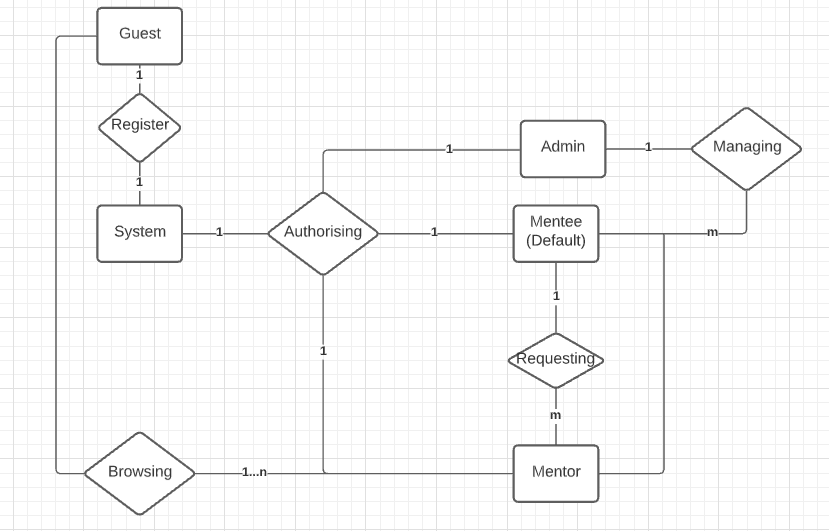 Guest
1
Register
1
System
1
Authorising
1
Admin
1
Managing
1
Mentee
(Default)
m
1
Requesting
m
1
Browsing
1...n
Mentor